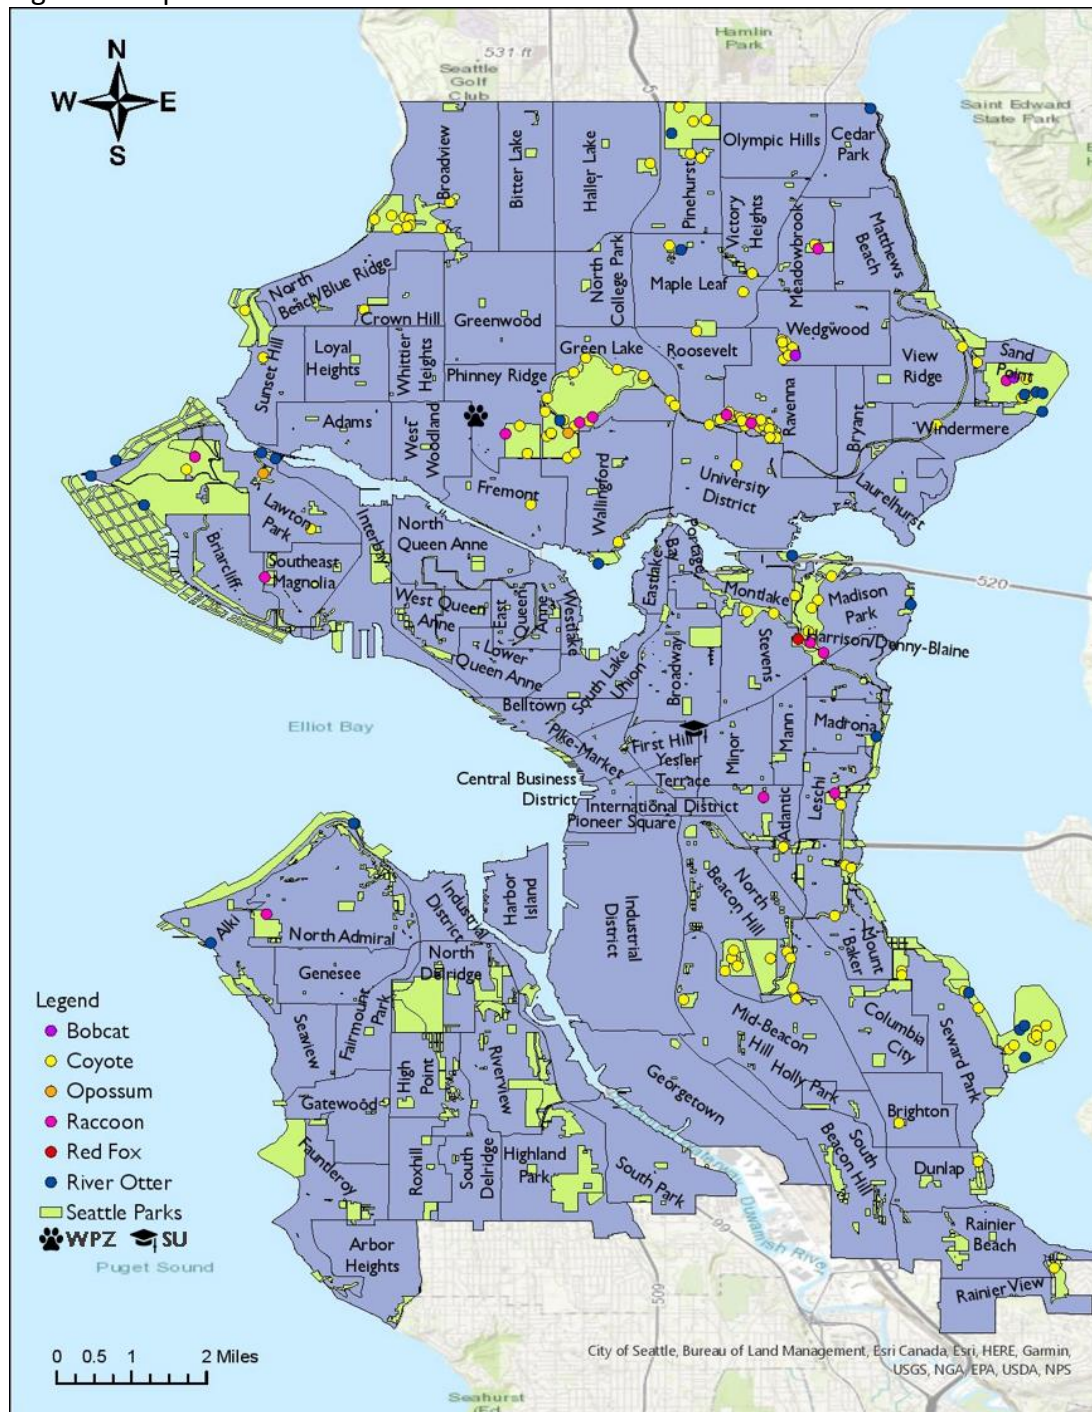 N
W E
S
531 ft
Seattle
Golf
Club
Hamlin
Park
5
Saint Edward
State Park
Broadview
Bitter Lake
Haller Lake
Pinehurst
Olympic Hills
Cedar
Park
Victory
Heights
Meadowbrook
Matthews
Beach
North
Beach/Blue Ridge
Crown Hill
Greenwood
North
College Park
Maple Leaf
Wedgwood
Sunset Hill
Loyal
Heights
Whittier
Heights
Phinney Ridge
Green Lake
Roosevelt
View
Ridge
Sand
Point
Adams
West
Woodland
Ravenna
Bryant
Windermere
Fremont
Wallingford
University
District
Laurelhurst
Lawton
Park
Interbay
North
Queen Anne
Briarcliff
Southeast
Magnolia
West Queen
Anne
East
Queen
Anne
Lower
Queen Anne
Westlake
Eastlake
Portage
Bay
Montlake
Madison
Park
520
Harrison/Denny-Blaine
Stevens
Broadway
South Lake
Union
Belltown
Elliot Bay
Pike-Market
First Hill
Yesler
Terrace
Minor
Mann
Madrona
Central Business
District
International District
Pioneer Square
Atlantic
Leschi
Alki
North Admiral
Industrial
District
Harbor
Island
Industrial
District
North
Beacon Hill
Mount
Baker
Genesee
North
Delridge
Seaview
Fairmount
Park
High
Point
Riverview
Mid-Beacon
Hill
Holly Park
Columbia
City
Seward Park
Georgetown
Gatewood
Brighton
Fauntleroy
Roxhill
South
Delridge
Highland
Park
South Park
South
Beacon Hill
Dunlap
Duwamish River
Rainier
Beach
Arbor
Heights
Rainier View
99
509
Legend
Bobcat
Coyote
Opossum
Raccoon
Red Fox
River Otter
Seattle Parks
WPZ SU
Puget Sound
0 0.5 1 2 Miles
City of Seattle, Bureau of Land Management, Esri Canada, Esri, HERE, Garmin,
USGS, NGA, EPA, USDA, NPS
Seahurst